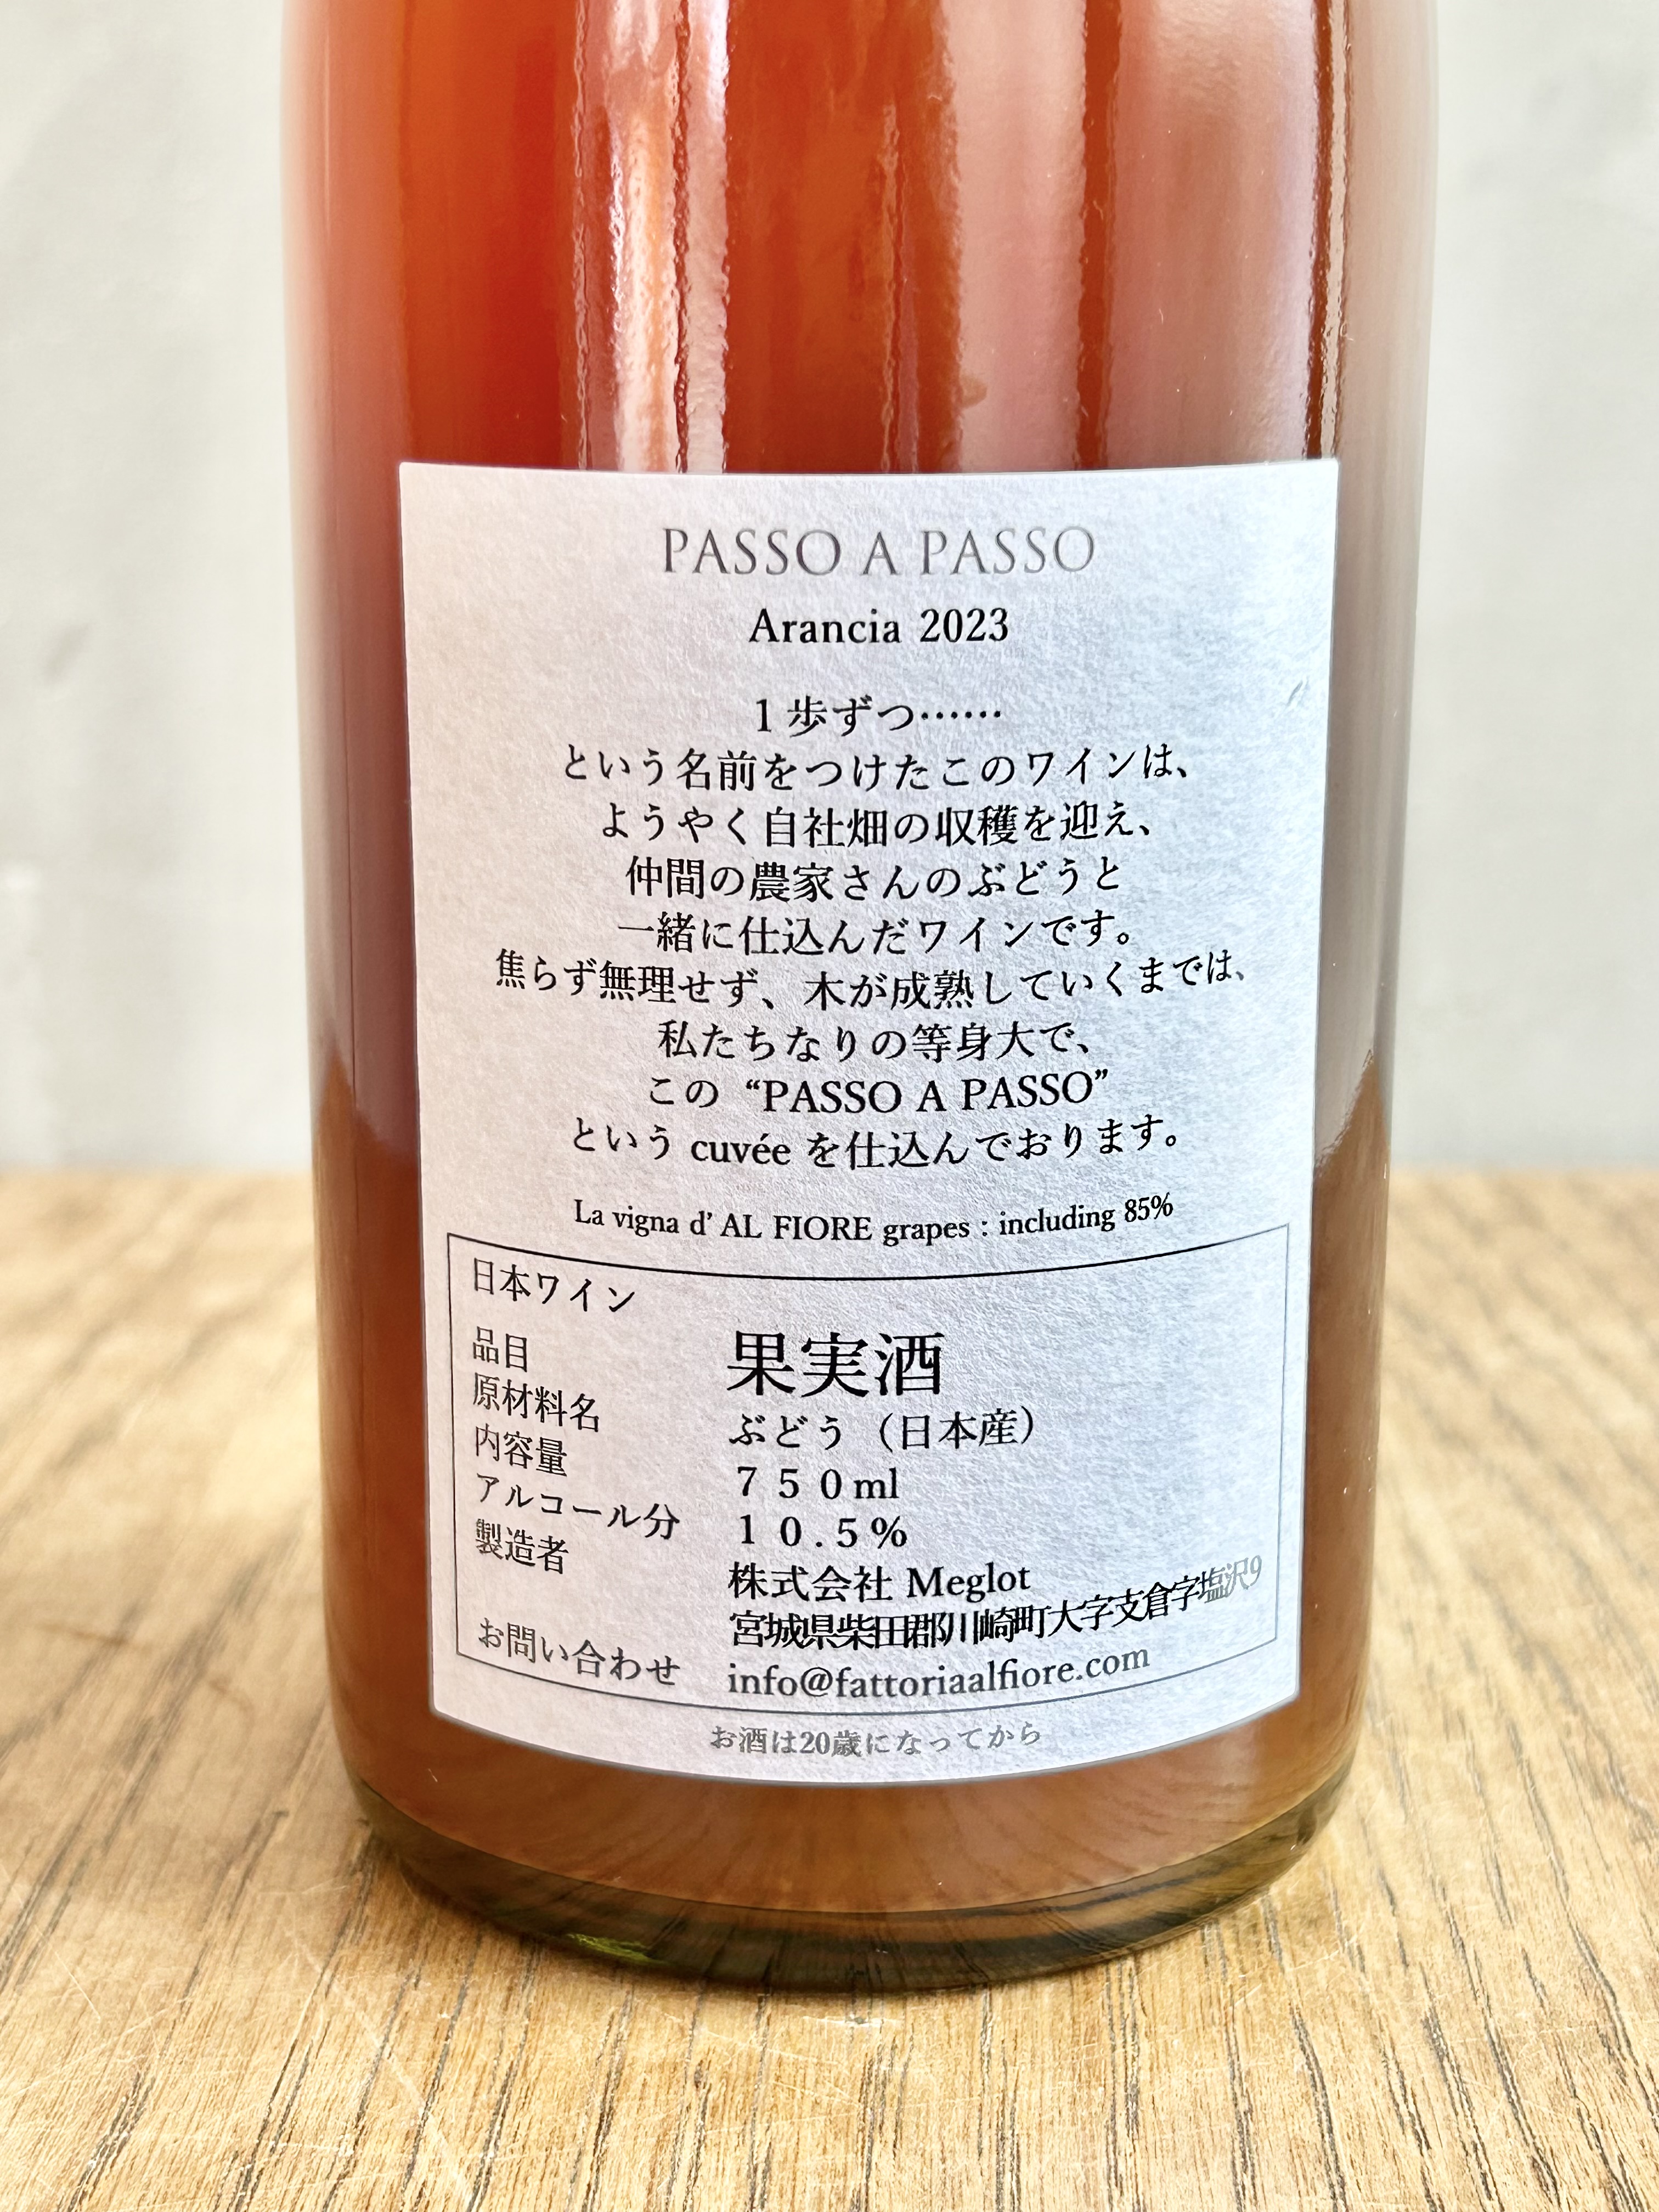 PASSO A PASSO
Arancia 2023
1歩ずつ……
という名前をつけたこのワインは、
ようやく自社畑の収穫を迎え、
仲間の農家さんのぶどうと
一緒に仕込んだワインです。
焦らず無理せず、木が成熟していくまでは、
私たちなりの等身大で、
この“PASSO A PASSO”
という cuvée を仕込んでおります。
La vigna d’ AL FIORE grapes : including 85%
日本ワイン
品目 果実酒
原材料名 ぶどう（日本産）
内容量 750ml
アルコール分 10.5%
製造者 株式会社 Meglot
宮城県柴田郡川崎町大字支倉字塩沢9
お問い合わせ info@fattoriaalfiore.com
お酒は20歳になってから